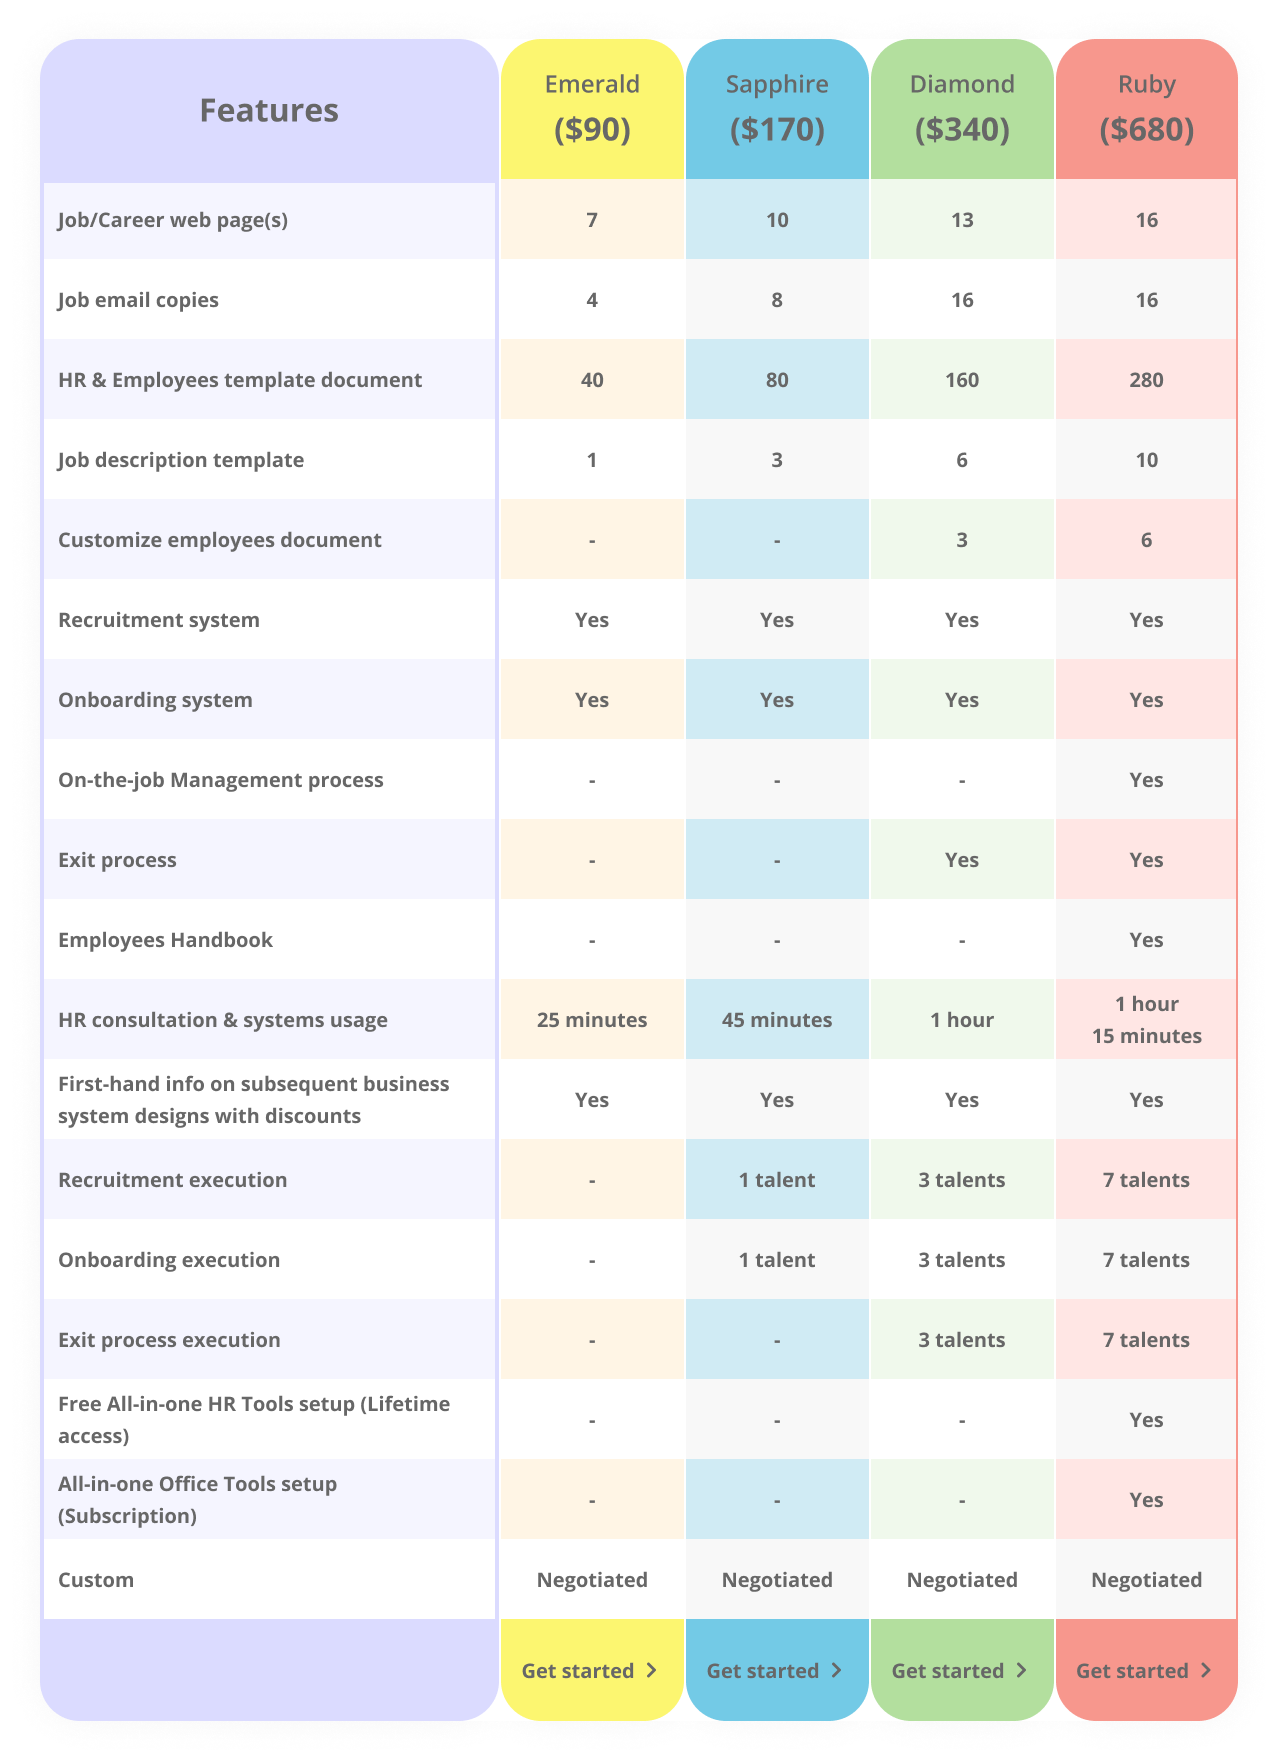 Features Emerald Sapphire Diamond Ruby
($90) ($170) ($340) ($680)
Job/Career web page(s) 7 10 13 16
Job email copies 4 8 16 16
HR & Employees template document 40 80 160 280
Job description template 1 3 6 10
Customize employees document - - 3 6
Recruitment system Yes Yes Yes Yes
Onboarding system Yes Yes Yes Yes
On-the-job Management process - - - Yes
Exit process - - Yes Yes
Employees Handbook - - - Yes
HR consultation & systems usage 25 minutes 45 minutes 1 hour 1 hour
15 minutes
First-hand info on subsequent business
system designs with discounts Yes Yes Yes Yes
Recruitment execution - 1 talent 3 talents 7 talents
Onboarding execution - 1 talent 3 talents 7 talents
Exit process execution - - 3 talents 7 talents
Free All-in-one HR Tools setup (Lifetime
access) - - - Yes
All-in-one Office Tools setup
(Subscription) - - - Yes
Custom Negotiated Negotiated Negotiated Negotiated
Get started > Get started > Get started > Get started >